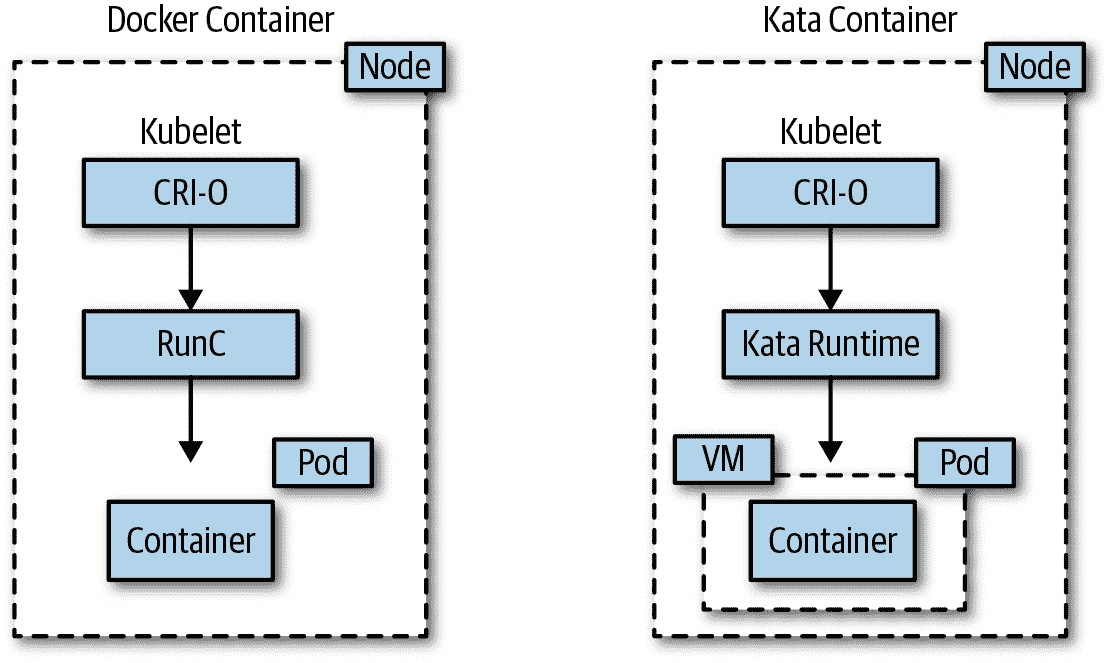 Docker Container
Node
Kubelet
CRI-O
RunC
Pod
Container
Kata Container
Node
Kubelet
CRI-O
Kata Runtime
VM
Pod
Container